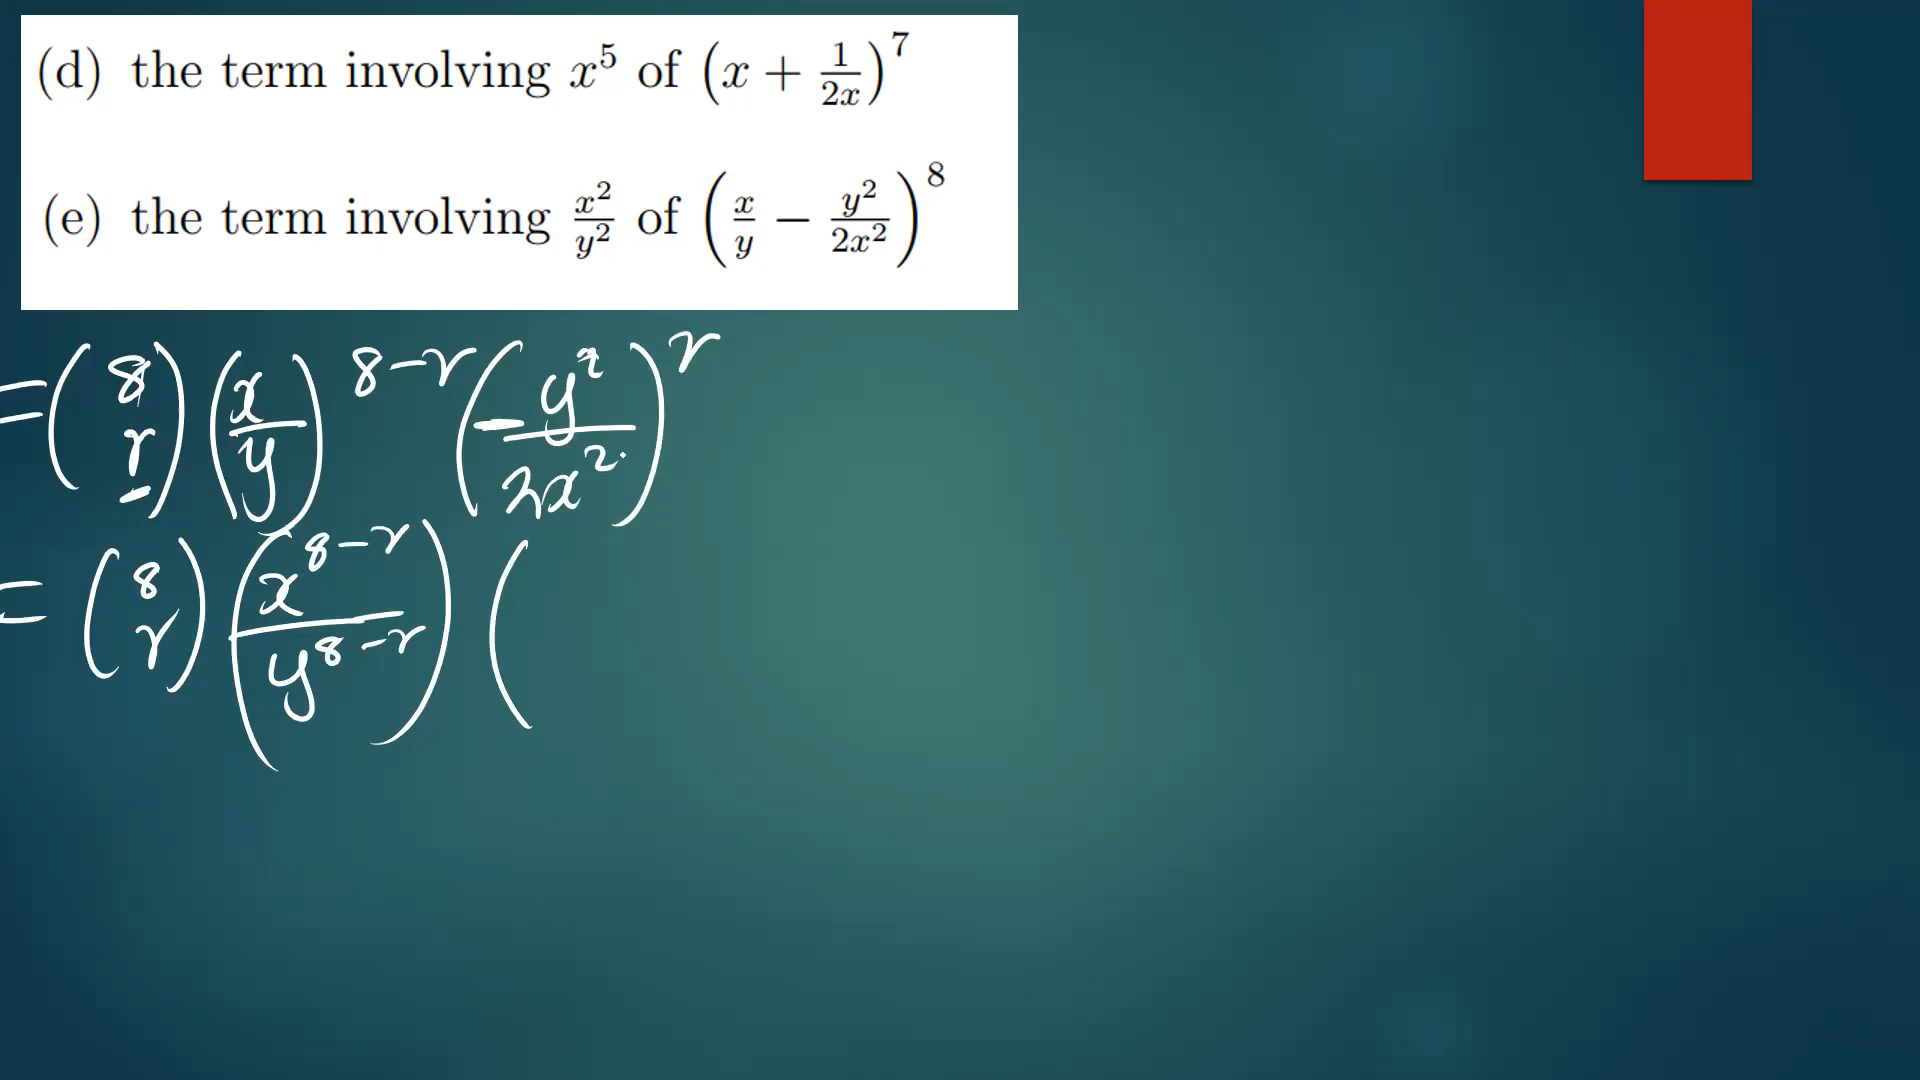 (d) the term involving x⁵ of (x + 1/2x)⁷
(e) the term involving x²/y² of (x/y − y²/2x²)⁸
= (8 r) (x/y)^(8−r) (−y²/2x²)^r
= (8 r) (x^(8−r)/y^(8−r)) (